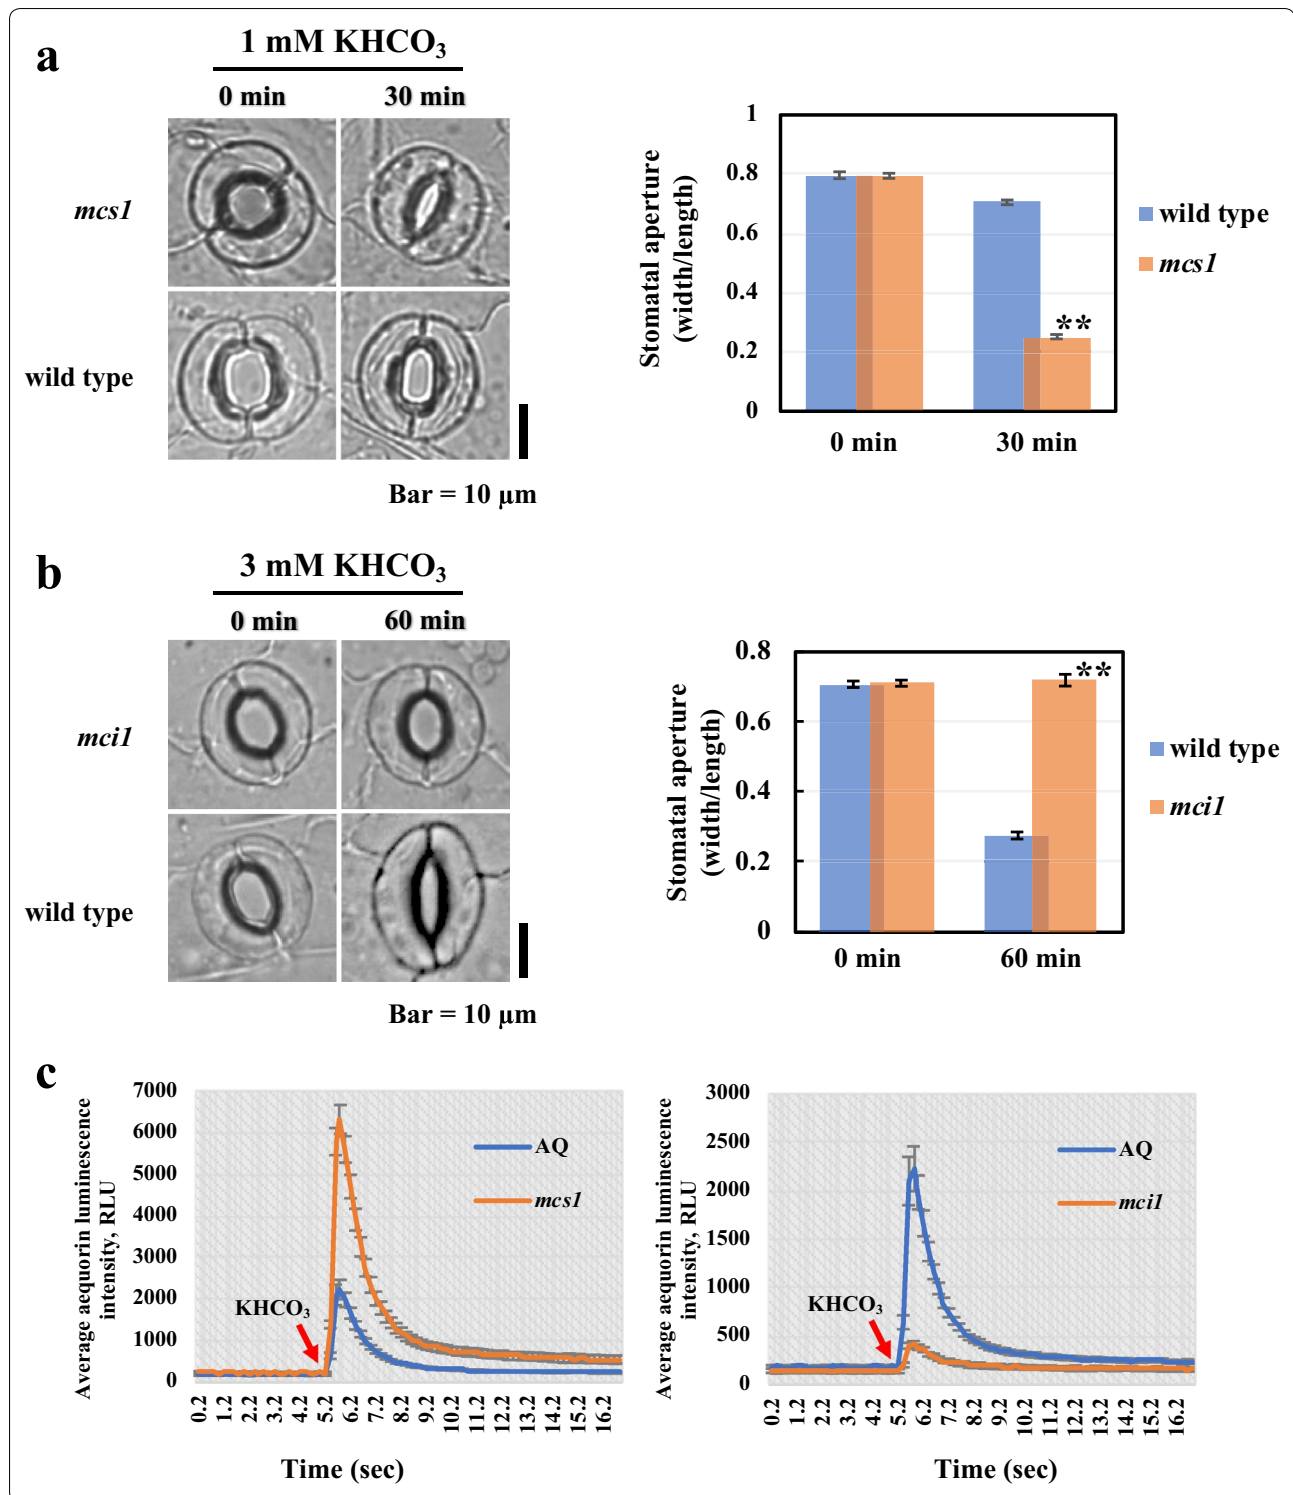 a
1 mM KHCO₃
0 min 30 min
mcs1
wild type
Bar = 10 µm
Stomatal aperture
(width/length)
1
0.8
0.6
0.4
0.2
0
0 min 30 min
**
wild type
mcs1
b
3 mM KHCO₃
0 min 60 min
mci1
wild type
Bar = 10 µm
Stomatal aperture
(width/length)
0.8
0.6
0.4
0.2
0
0 min 60 min
**
wild type
mci1
c
Average aequorin luminescence
intensity, RLU
7000
6000
5000
4000
3000
2000
1000
0
KHCO₃
AQ
mcs1
0.2 1.2 2.2 3.2 4.2 5.2 6.2 7.2 8.2 9.2 10.2 11.2 12.2 13.2 14.2 15.2 16.2
Time (sec)
Average aequorin luminescence
intensity, RLU
3000
2500
2000
1500
1000
500
0
KHCO₃
AQ
mci1
0.2 1.2 2.2 3.2 4.2 5.2 6.2 7.2 8.2 9.2 10.2 11.2 12.2 13.2 14.2 15.2 16.2
Time (sec)